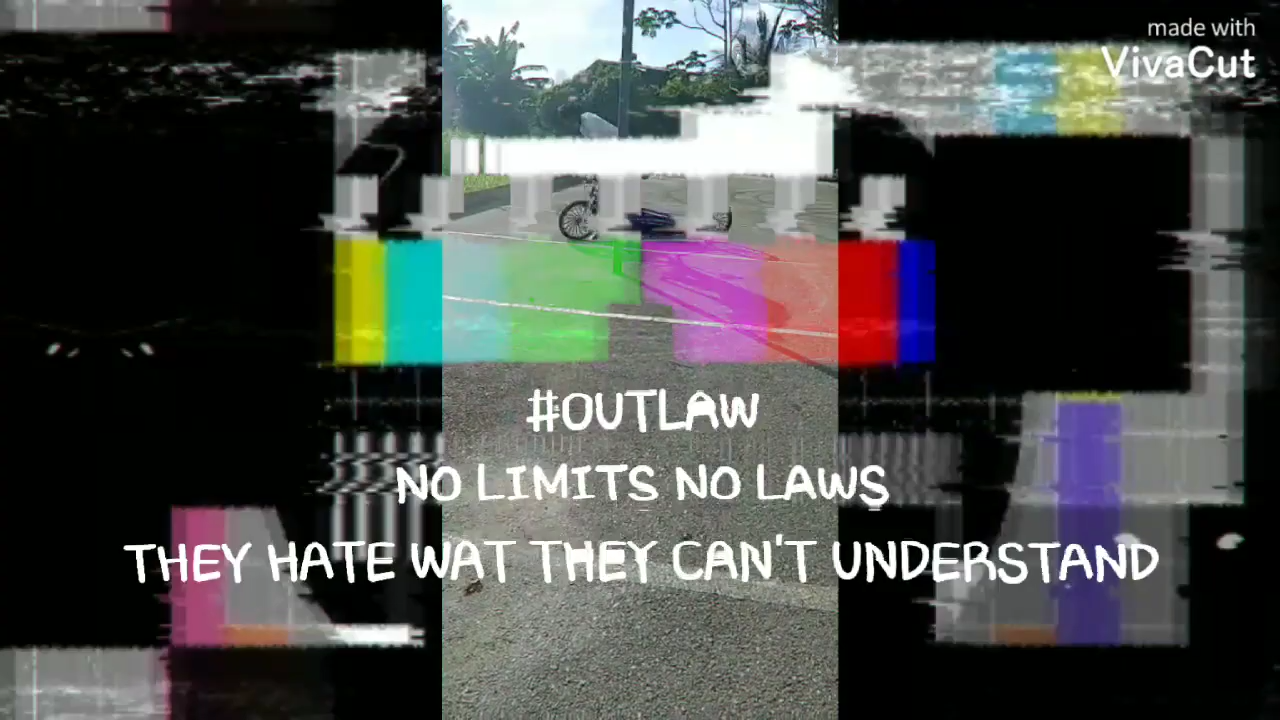 made with
VivaCut
#OUTLAW
NO LIMITS NO LAWS
THEY HATE WAT THEY CAN'T UNDERSTAND